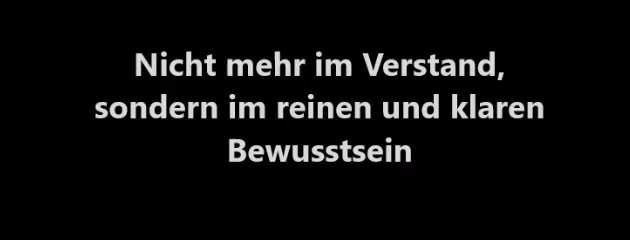 Nicht mehr im Verstand,
sondern im reinen und klaren
Bewusstsein